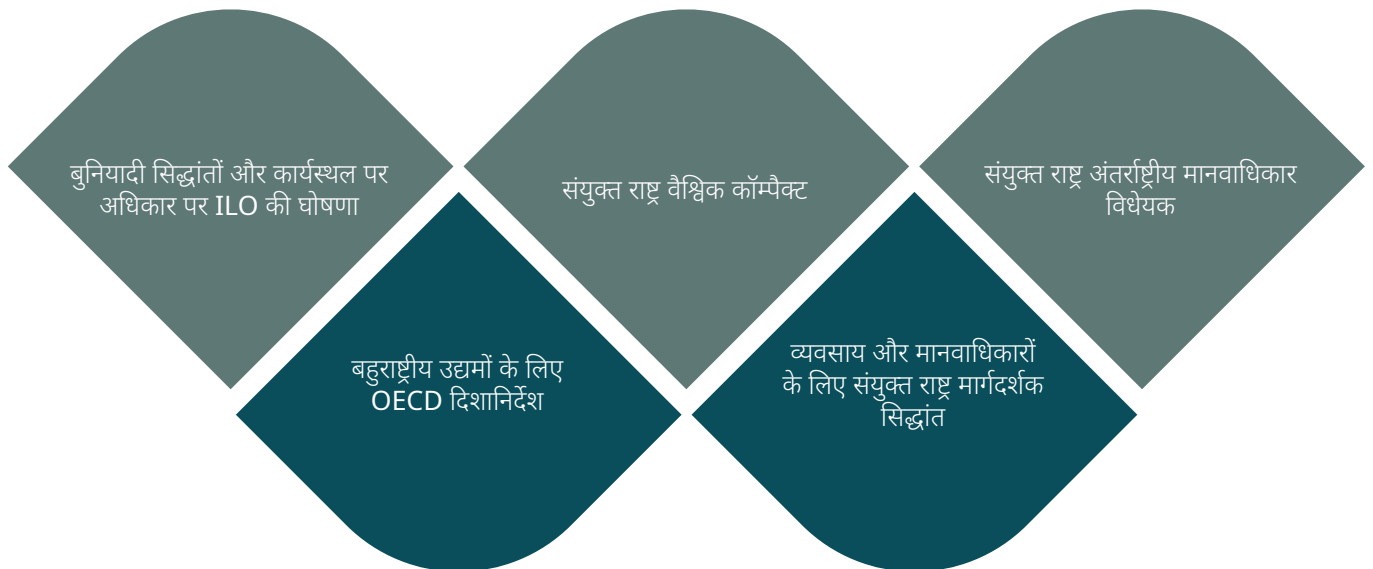 बुनियादी सिद्धांतों और कार्यस्थल पर
अधिकार पर ILO की घोषणा
संयुक्त राष्ट्र वैश्विक कॉम्पैक्ट
संयुक्त राष्ट्र अंतर्राष्ट्रीय मानवाधिकार
विधेयक
बहुराष्ट्रीय उद्यमों के लिए
OECD दिशानिर्देश
व्यवसाय और मानवाधिकारों
के लिए संयुक्त राष्ट्र मार्गदर्शक
सिद्धांत